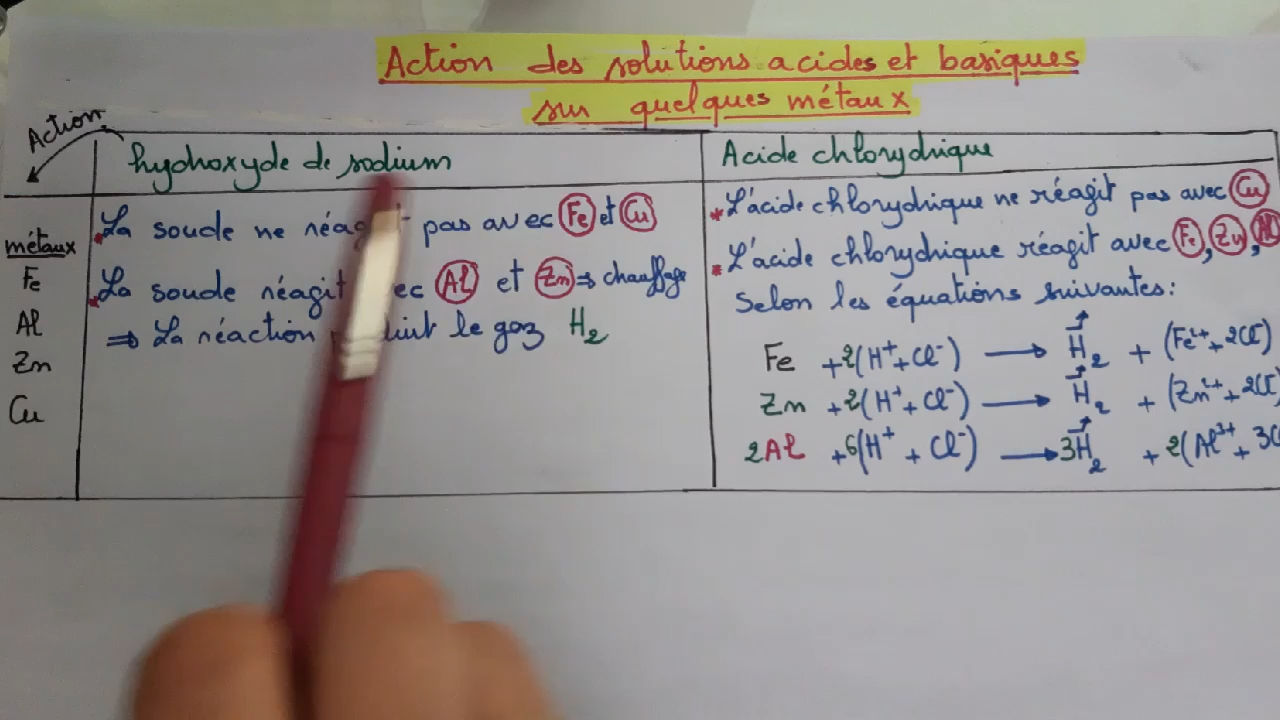 Action des solutions acides et basiques
sur quelques métaux
Action
hydroxyde de sodium
Acide chlorydrique
métaux
Fe
Al
Zn
Cu
*La soude ne réag pas avec Fe et Cu
*La soude réagit ec Al et Zn ⇒ chauffage
⇒ La réaction uit le gaz H₂
*L'acide chlorydrique ne réagit pas avec Cu
*L'acide chlorydrique réagit avec Fe, Zn, Al
Selon les équations suivantes:
Fe +2(H⁺+Cl⁻) → H₂ + (Fe²⁺+2Cl⁻)
Zn +2(H⁺+Cl⁻) → H₂ + (Zn²⁺+2Cl
2Al +6(H⁺ + Cl⁻) → 3H₂ + 2(Al³⁺+3C